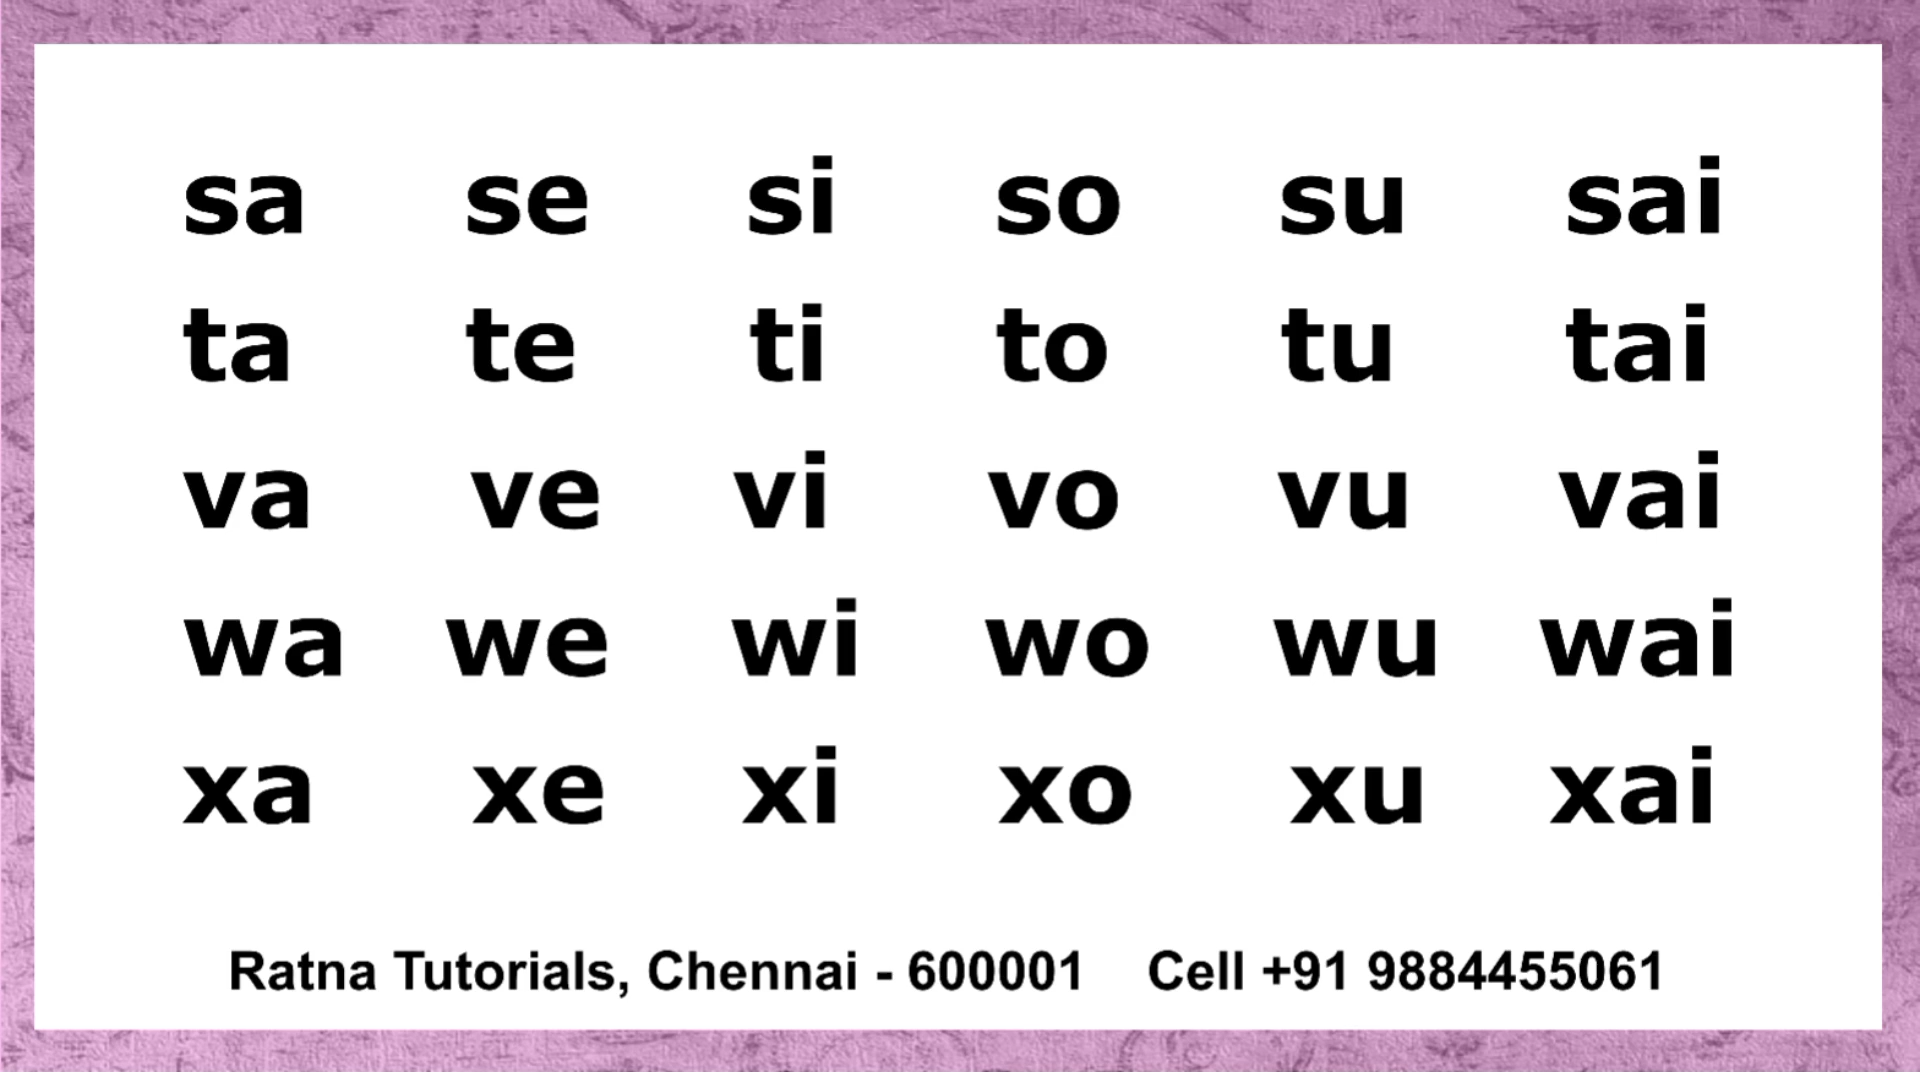 sa se si so su sai
ta te ti to tu tai
va ve vi vo vu vai
wa we wi wo wu wai
xa xe xi xo xu xai
Ratna Tutorials, Chennai - 600001 Cell +91 9884455061